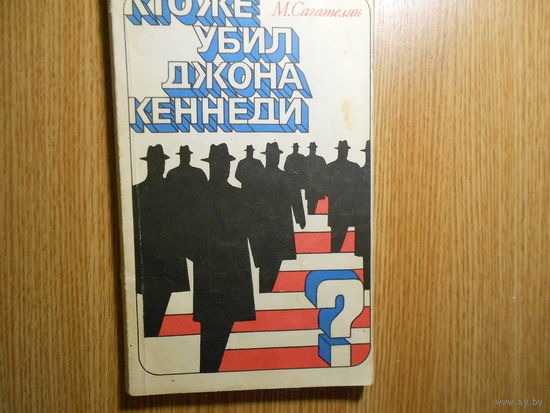 М. Сагателян
КТО ЖЕ
УБИЛ
ДЖОНА
КЕННЕДИ
?
www.ay.by